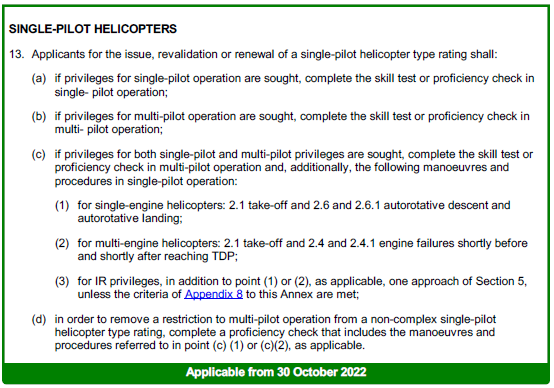 SINGLE-PILOT HELICOPTERS
13. Applicants for the issue, revalidation or renewal of a single-pilot helicopter type rating shall:
(a) if privileges for single-pilot operation are sought, complete the skill test or proficiency check in
single- pilot operation;
(b) if privileges for multi-pilot operation are sought, complete the skill test or proficiency check in
multi- pilot operation;
(c) if privileges for both single-pilot and multi-pilot privileges are sought, complete the skill test or
proficiency check in multi-pilot operation and, additionally, the following manoeuvres and
procedures in single-pilot operation:
(1) for single-engine helicopters: 2.1 take-off and 2.6 and 2.6.1 autorotative descent and
autorotative landing;
(2) for multi-engine helicopters: 2.1 take-off and 2.4 and 2.4.1 engine failures shortly before
and shortly after reaching TDP;
(3) for IR privileges, in addition to point (1) or (2), as applicable, one approach of Section 5,
unless the criteria of Appendix 8 to this Annex are met;
(d) in order to remove a restriction to multi-pilot operation from a non-complex single-pilot
helicopter type rating, complete a proficiency check that includes the manoeuvres and
procedures referred to in point (c) (1) or (c)(2), as applicable.
Applicable from 30 October 2022